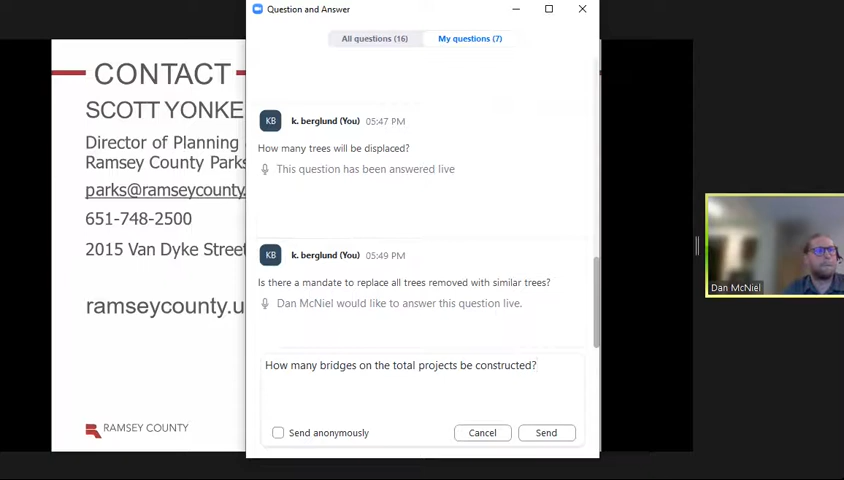 Question and Answer
All questions (16)
My questions (7)
CONTACT
SCOTT YONKE
Director of Planning
Ramsey County Parks
parks@ramseycounty.
651-748-2500
2015 Van Dyke Street
ramseycounty.u
RAMSEY COUNTY
KB
k. berglund (You) 05:47 PM
How many trees will be displaced?
This question has been answered live
KB
k. berglund (You) 05:49 PM
Is there a mandate to replace all trees removed with similar trees?
Dan McNiel would like to answer this question live.
How many bridges on the total projects be constructed?
Send anonymously
Cancel
Send
Dan McNiel